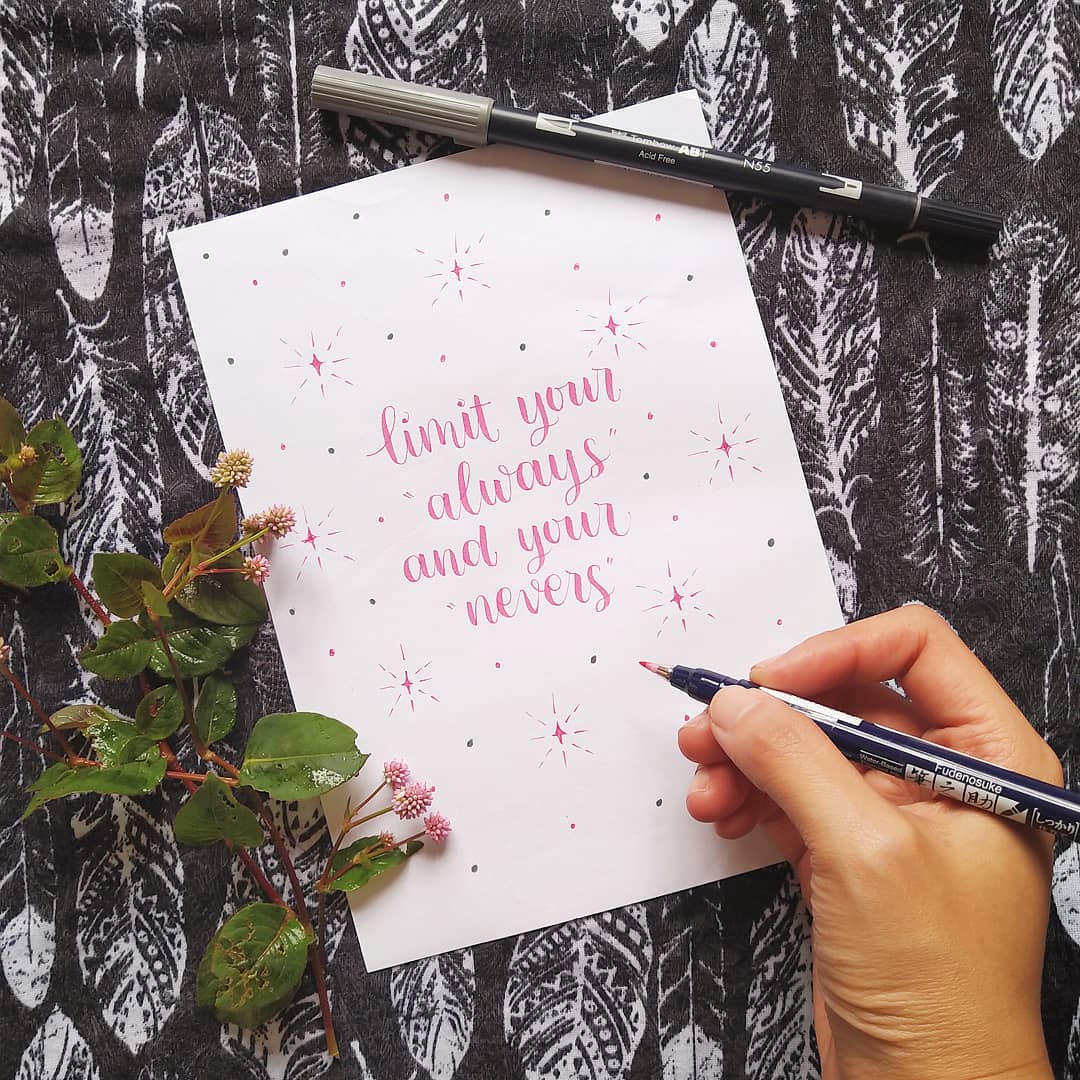 Tombow ABT
Acid Free
N55
limit your
"always"
and your
"nevers"
Water-Based
Fudenosuke
筆之助
しっかり